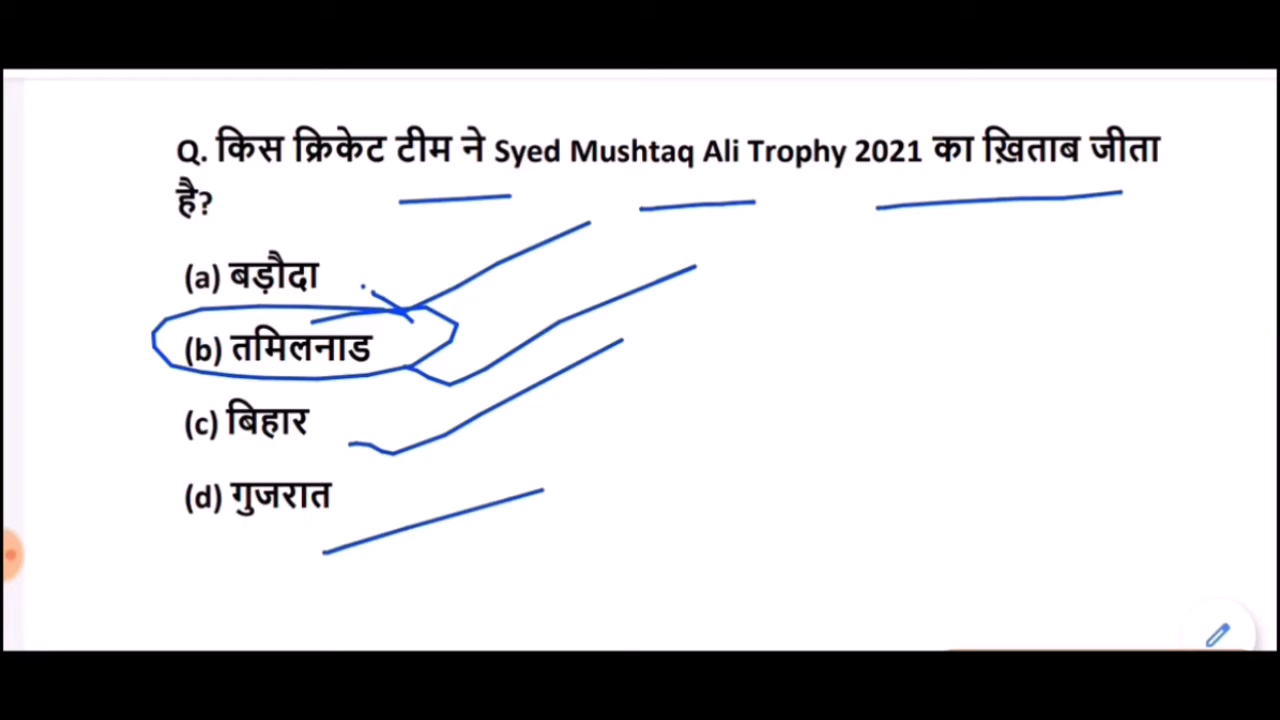 Q. किस क्रिकेट टीम ने Syed Mushtaq Ali Trophy 2021 का ख़िताब जीता
है?
(a) बड़ौदा
(b) तमिलनाड
(c) बिहार
(d) गुजरात